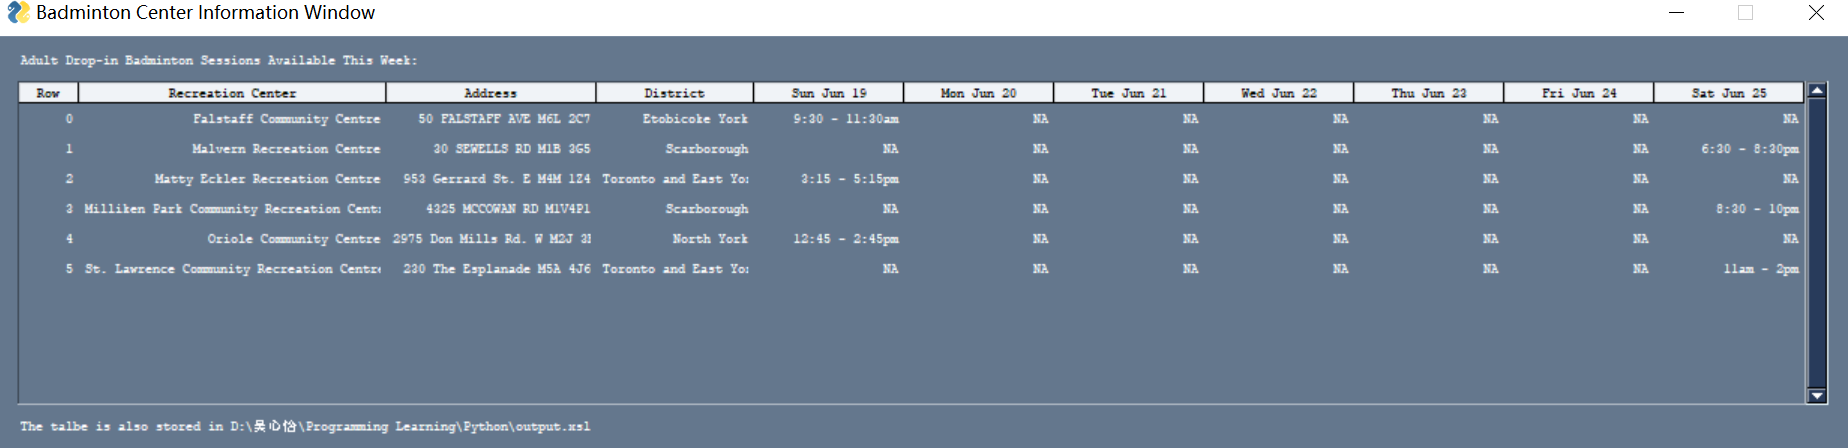 Badminton Center Information Window
Adult Drop-in Badminton Sessions Available This Week:
Row Recreation Center Address District Sun Jun 19 Mon Jun 20 Tue Jun 21 Wed Jun 22 Thu Jun 23 Fri Jun 24 Sat Jun 25
0 Falstaff Community Centre 50 FALSTAFF AVE M6L 2C7 Etobicoke York 9:30 - 11:30am NA NA NA NA NA NA
1 Malvern Recreation Centre 30 SEWELLS RD M1B 3G5 Scarborough NA NA NA NA NA NA 6:30 - 8:30pm
2 Matty Eckler Recreation Centre 953 Gerrard St. E M4M 1Z4 Toronto and East Yo 3:15 - 5:15pm NA NA NA NA NA NA
3 Milliken Park Community Recreation Cent 4325 MCCOWAN RD M1V4P1 Scarborough NA NA NA NA NA NA 8:30 - 10pm
4 Oriole Community Centre 2975 Don Mills Rd. W M2J 3 12:45 - 2:45pm North York NA NA NA NA NA NA
5 St. Lawrence Community Recreation Centr 230 The Esplanade M5A 4J6 Toronto and East Yo NA NA NA NA NA NA 11am - 2pm
The talbe is also stored in D:\吴心怡\Programming Learning\Python\output.xsl